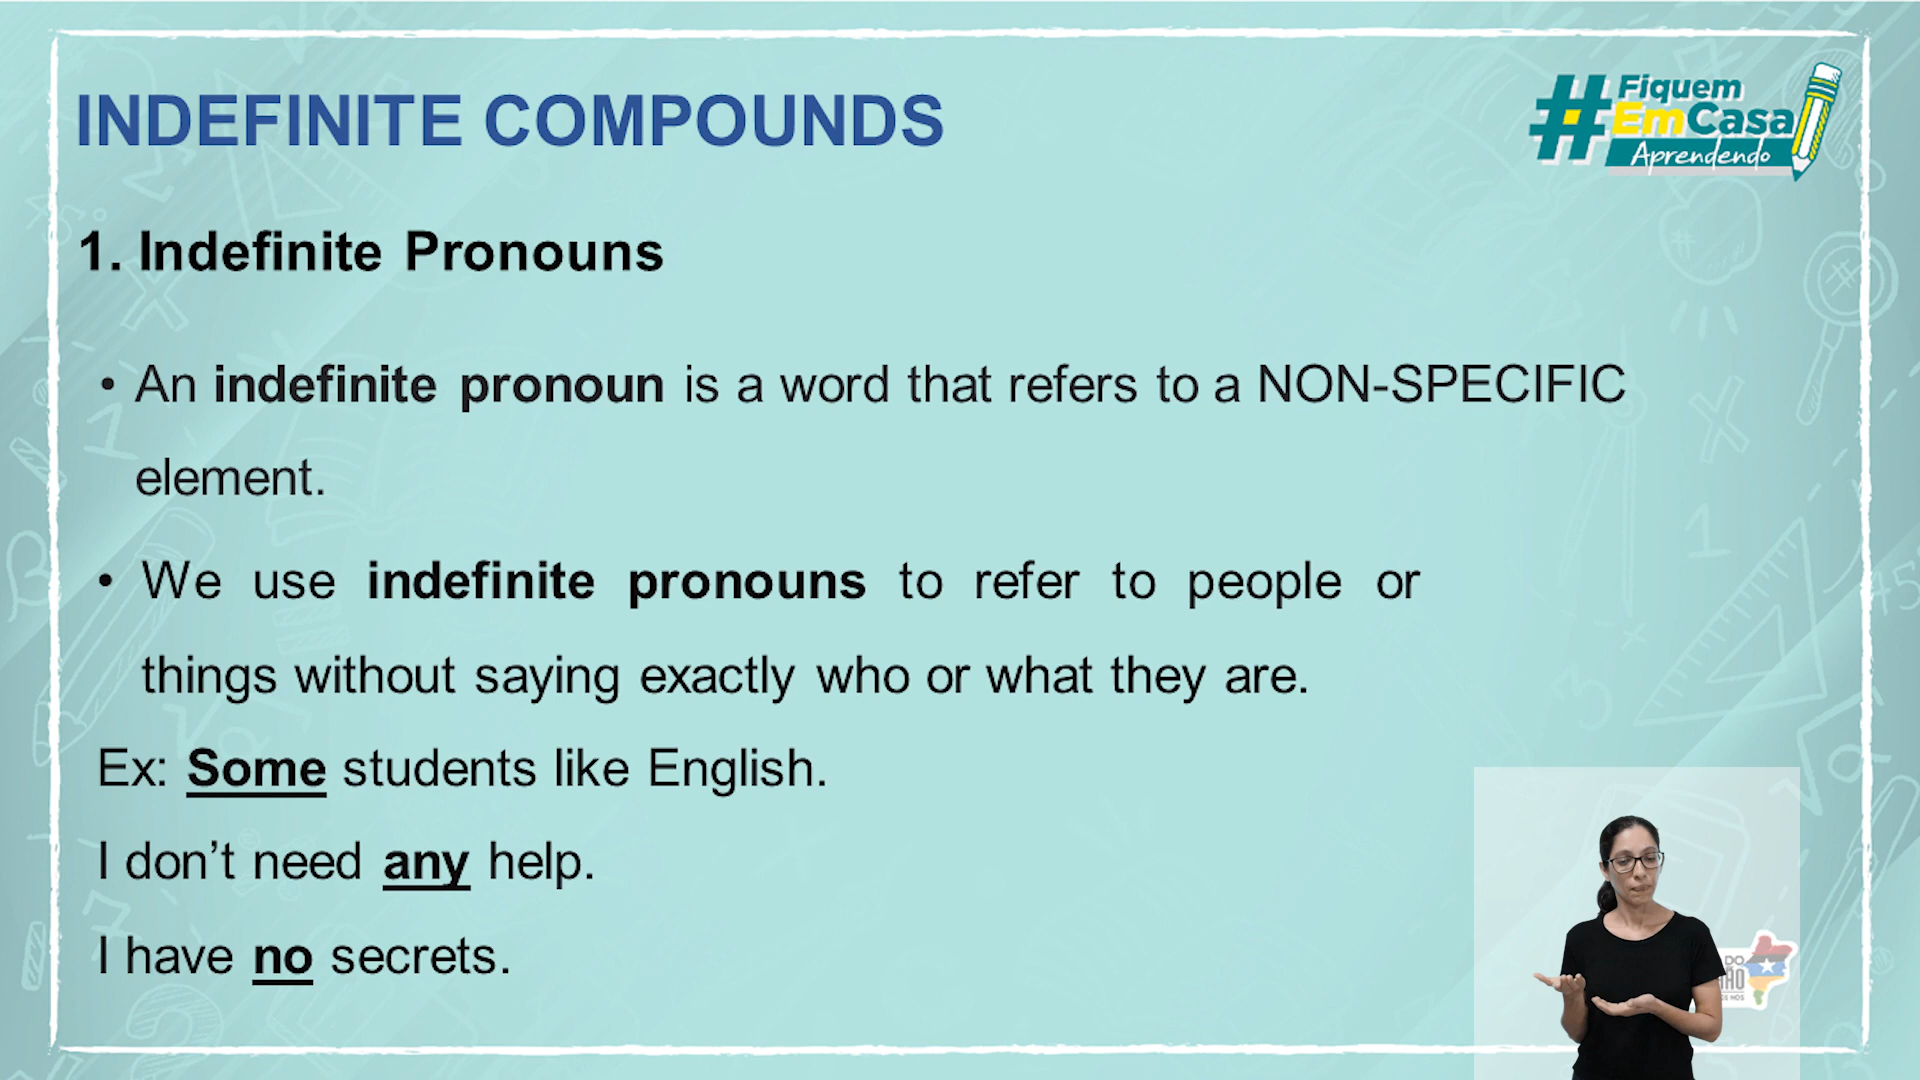 INDEFINITE COMPOUNDS
#Fiquem
EmCasa
Aprendendo
1. Indefinite Pronouns
• An indefinite pronoun is a word that refers to a NON-SPECIFIC
element.
• We use indefinite pronouns to refer to people or
things without saying exactly who or what they are.
Ex: Some students like English.
I don’t need any help.
I have no secrets.
DO